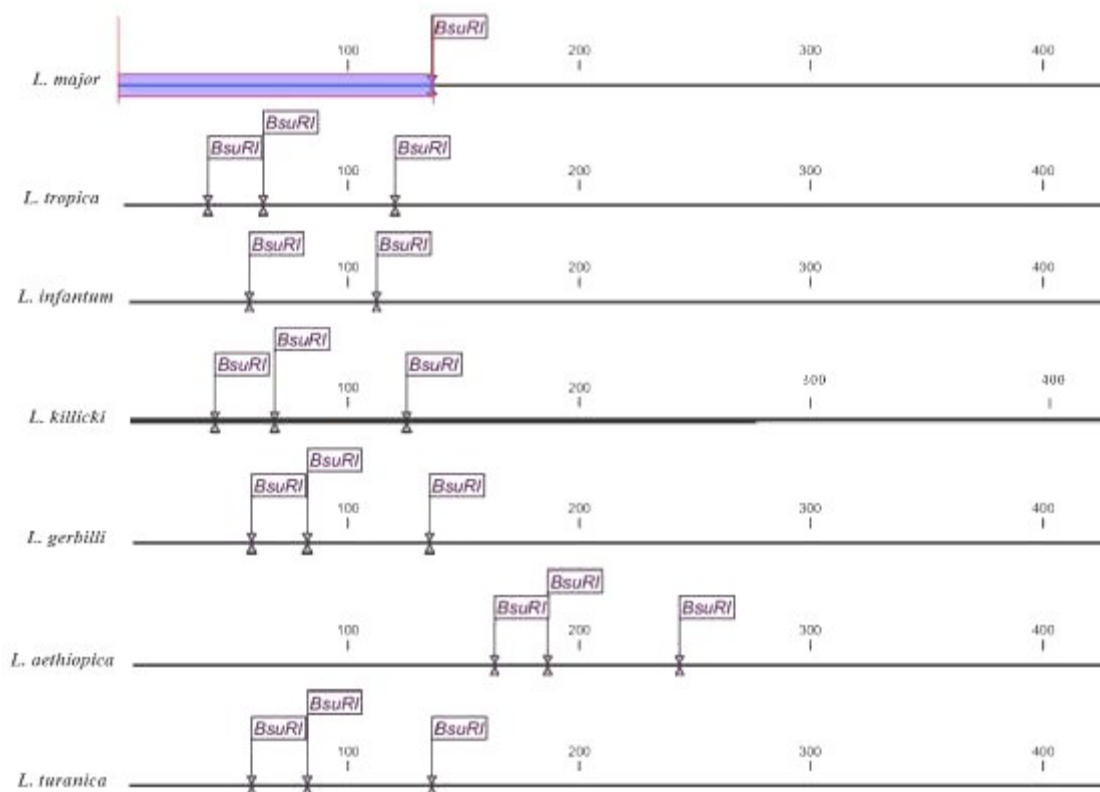 BsuRI
100 200 300 400
L. major
BsuRI
BsuRI BsuRI
100 200 300 400
L. tropica
BsuRI BsuRI
100 200 300 400
L. infantum
BsuRI
BsuRI BsuRI
100 200 300 400
L. killicki
BsuRI
BsuRI BsuRI
100 200 300 400
L. gerbilli
BsuRI
BsuRI BsuRI
100 200 300 400
L. aethiopica
BsuRI
BsuRI BsuRI
100 200 300 400
L. turanica